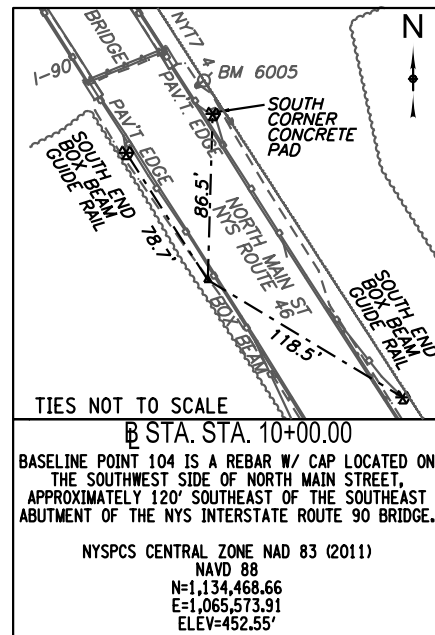 BRIDGE
N
I-90
NYT7 4
BM 6005
PAV'T. EDGE
SOUTH
CORNER
CONCRETE
PAD
PAV'T EDGE
SOUTH END
BOX BEAM
GUIDE RAIL
86.5'
78.7'
NORTH MAIN ST
NYS ROUTE 46
SOUTH END
BOX BEAM
GUIDE RAIL
118.5'
BOX BEAM
TIES NOT TO SCALE
BL STA. STA. 10+00.00
BASELINE POINT 104 IS A REBAR W/ CAP LOCATED ON
THE SOUTHWEST SIDE OF NORTH MAIN STREET,
APPROXIMATELY 120' SOUTHEAST OF THE SOUTHEAST
ABUTMENT OF THE NYS INTERSTATE ROUTE 90 BRIDGE.
NYSPCS CENTRAL ZONE NAD 83 (2011)
NAVD 88
N=1,134,468.66
E=1,065,573.91
ELEV=452.55'